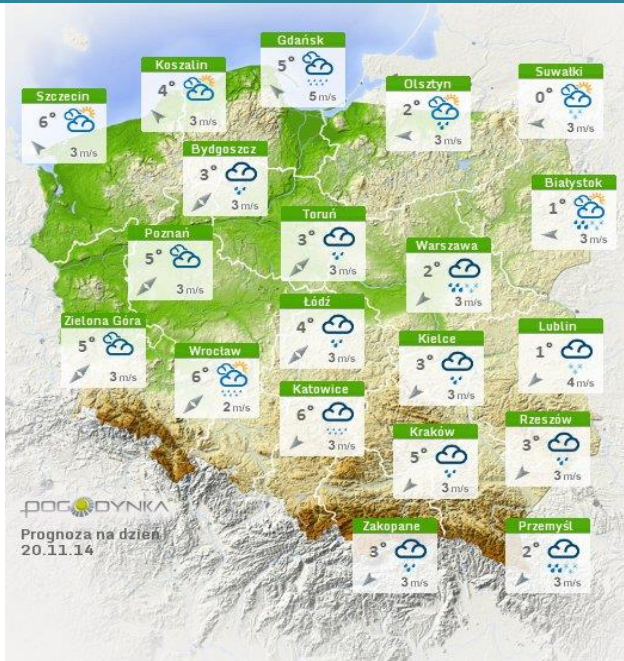 Gdańsk
5°
5 m/s
Koszalin
4°
3 m/s
Suwałki
0°
3 m/s
Olsztyn
2°
3 m/s
Szczecin
6°
3 m/s
Bydgoszcz
3°
3 m/s
Białystok
1°
3 m/s
Toruń
3°
3 m/s
Poznań
5°
3 m/s
Warszawa
2°
3 m/s
Łódź
4°
3 m/s
Zielona Góra
5°
3 m/s
Lublin
1°
4 m/s
Kielce
3°
3 m/s
Wrocław
6°
2 m/s
Katowice
6°
3 m/s
Rzeszów
3°
3 m/s
Kraków
5°
3 m/s
POGODYNKA
Prognoza na dzień
20.11.14
Zakopane
3°
3 m/s
Przemyśl
2°
3 m/s